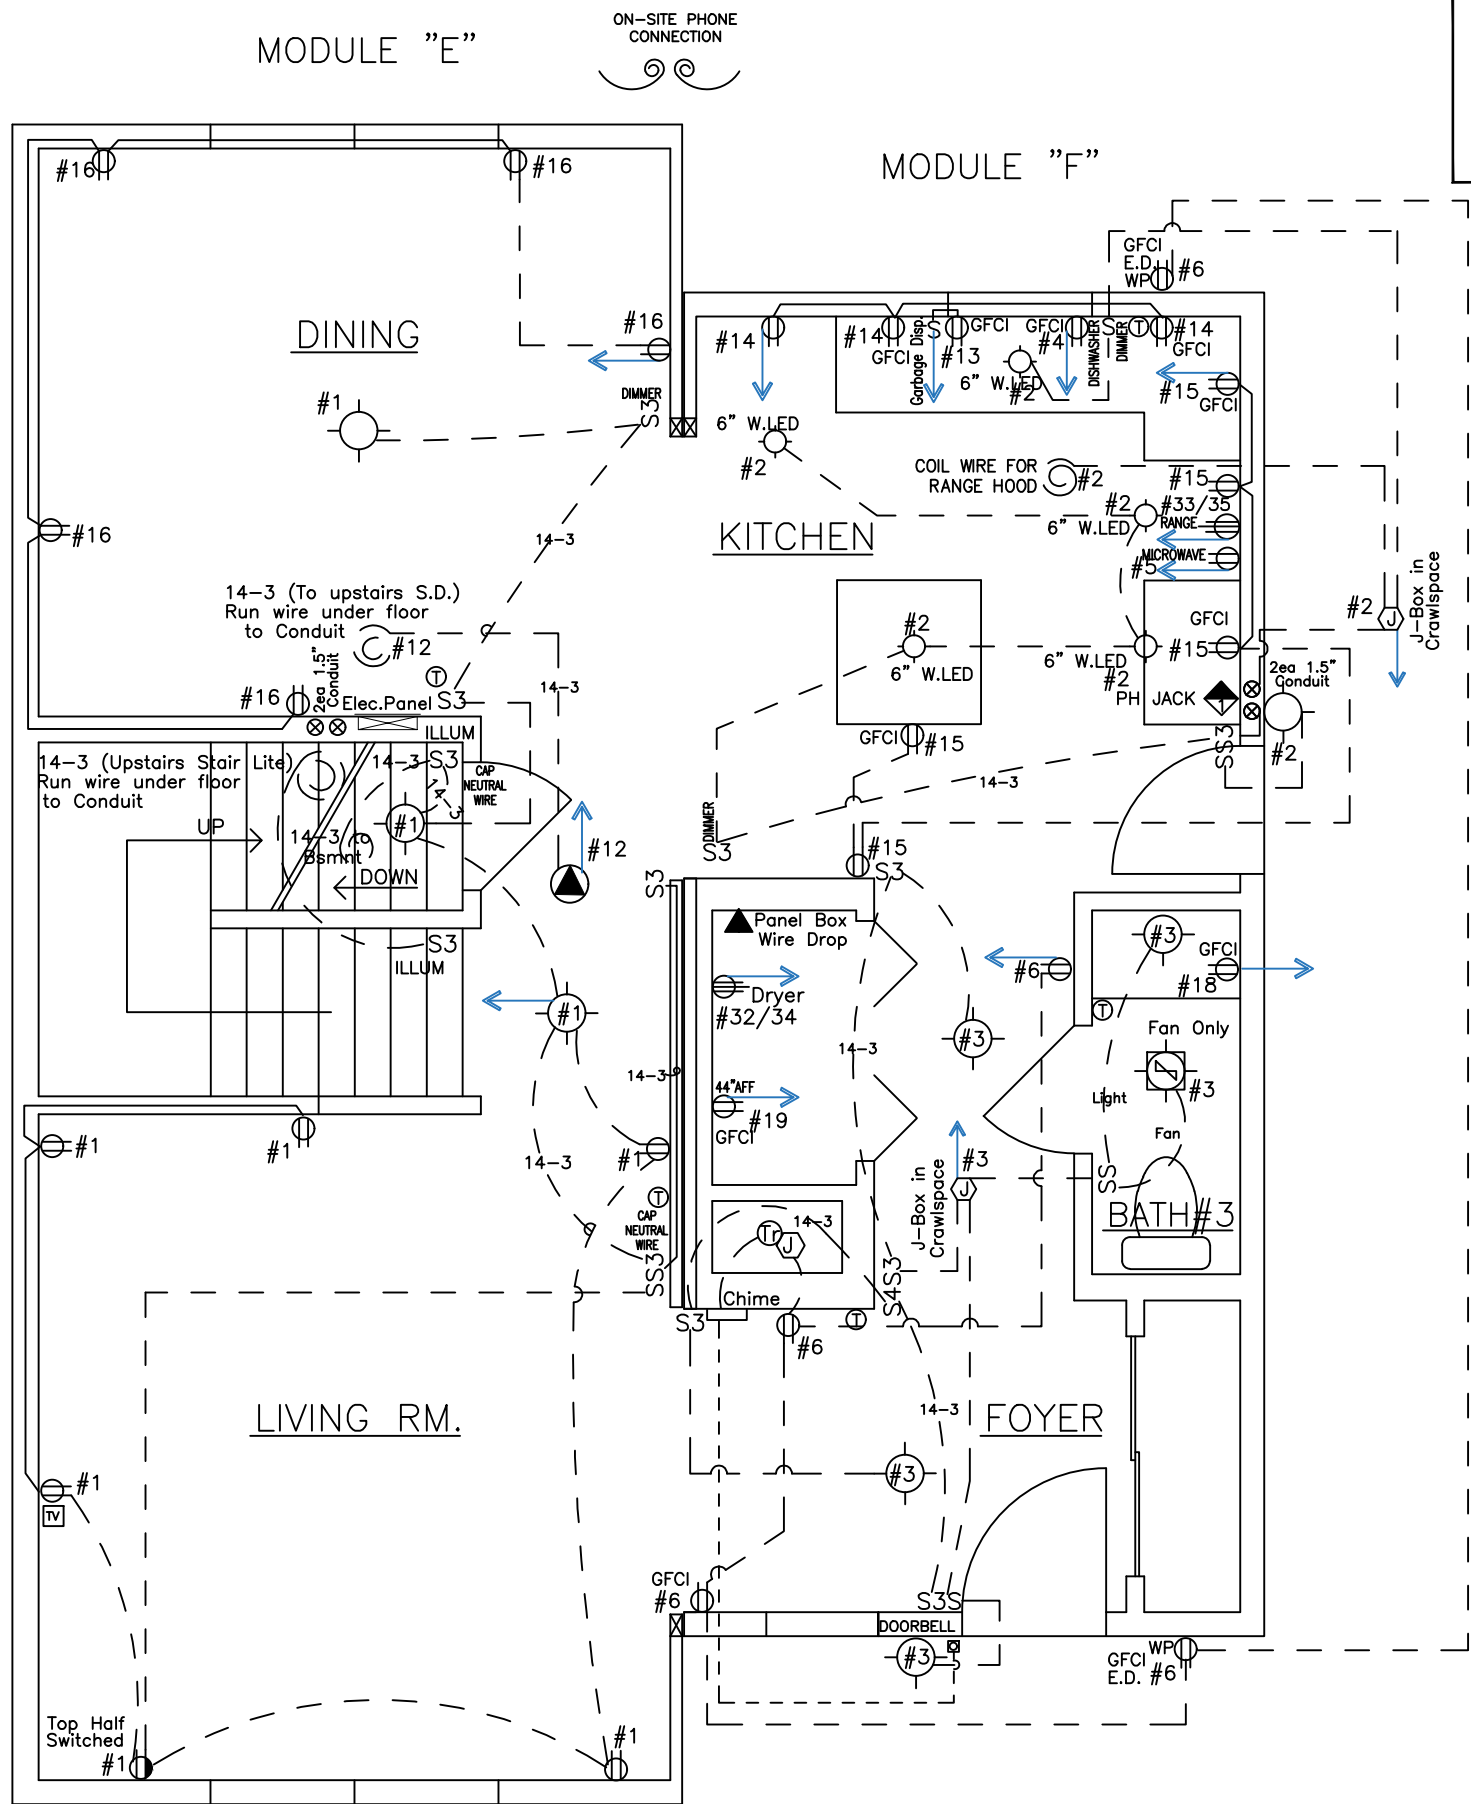 ON-SITE PHONE
CONNECTION
MODULE "E"
MODULE "F"
#16
#16
GFCI
E.D.
WP
#6
DINING
#16
#14
#14
GFCI
Garbage Disp.
S
GFCI
#13
GFCI
#4
DISHWASHER
S
DIMMER
T
#14
GFCI
#1
DIMMER
S3
6" W.LED
#2
6" W.LED
#2
#15
GFCI
COIL WIRE FOR
RANGE HOOD
#2
#15
#33/35
RANGE
#2
6" W.LED
MICROWAVE
#5
KITCHEN
#16
14-3
14-3 (To upstairs S.D.)
Run wire under floor
to Conduit
#12
2ea 1.5"
Conduit
T
#16
Elec.Panel
S3
14-3
#2
6" W.LED
GFCI
#15
6" W.LED
#2
PH JACK
1
2ea 1.5"
Conduit
#2
J
J-Box in
Crawlspace
SS3
#2
GFCI
#15
14-3
ILLUM
14-3 (Upstairs Stair Lite)
Run wire under floor
to Conduit
14-3
S3
14-3
CAP
NEUTRAL
WIRE
UP
#1
14-3 to
Bsmnt
DOWN
#12
DIMMER
S3
#15
S3
S3
S3
ILLUM
Panel Box
Wire Drop
Dryer
#32/34
#6
#3
GFCI
#18
T
#1
#3
14-3
Fan Only
#3
14-3
44"AFF
#19
GFCI
Light
Fan
#1
#1
14-3
#1
T
CAP
NEUTRAL
WIRE
SS3
#3
J
J-Box in
Crawlspace
SS
BATH#3
Tr
J
14-3
Chime
S3
S4S3
T
#6
LIVING RM.
14-3
FOYER
#3
#1
TV
GFCI
#6
S3S
DOORBELL
#3
WP
GFCI
E.D.
#6
Top Half
Switched
#1
#1